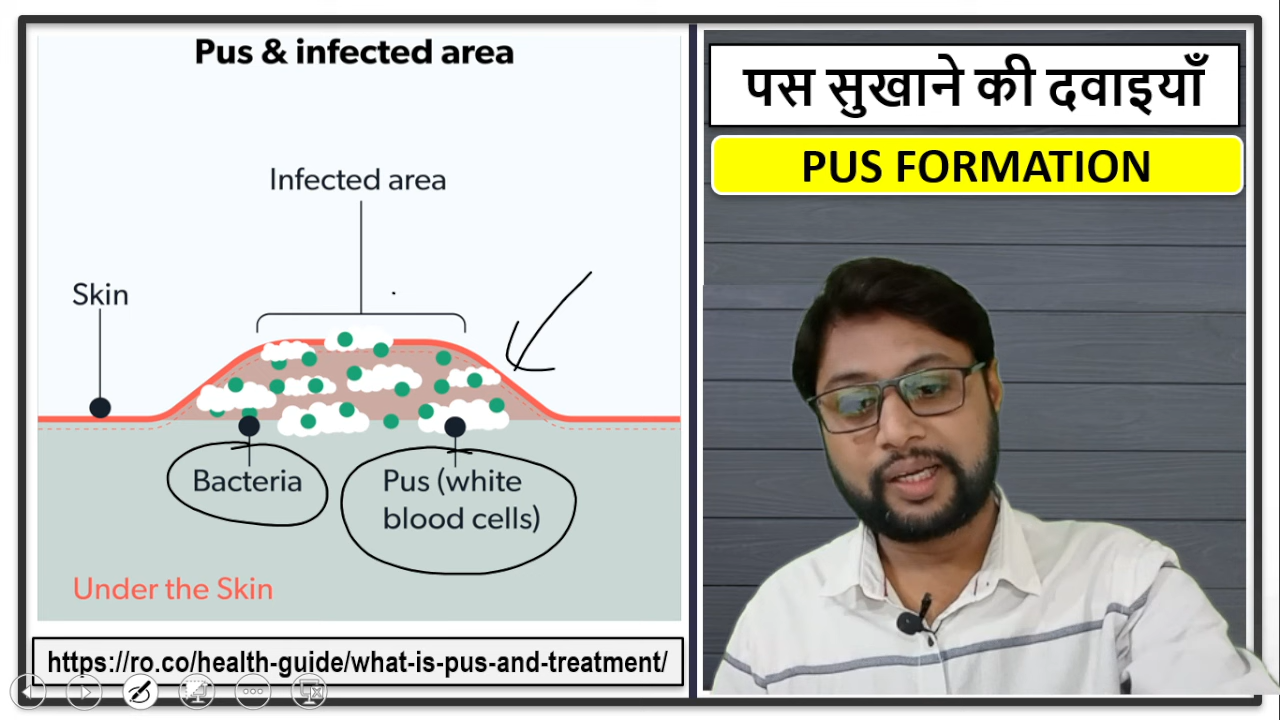 Pus & infected area
Infected area
Skin
Bacteria
Pus (white
blood cells)
Under the Skin
https://ro.co/health-guide/what-is-pus-and-treatment/
पस सुखाने की दवाइयाँ
PUS FORMATION